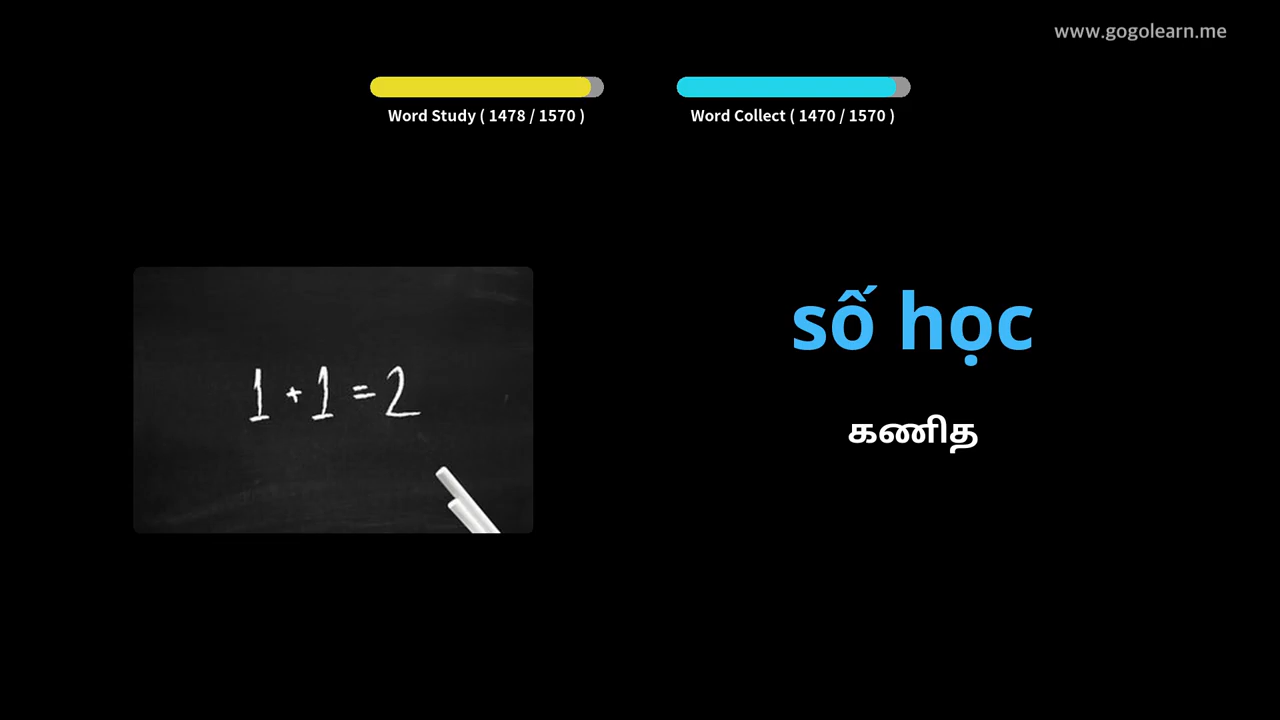 www.gogolearn.me
Word Study ( 1478 / 1570 )
Word Collect ( 1470 / 1570 )
số học
கணித
1 + 1 = 2